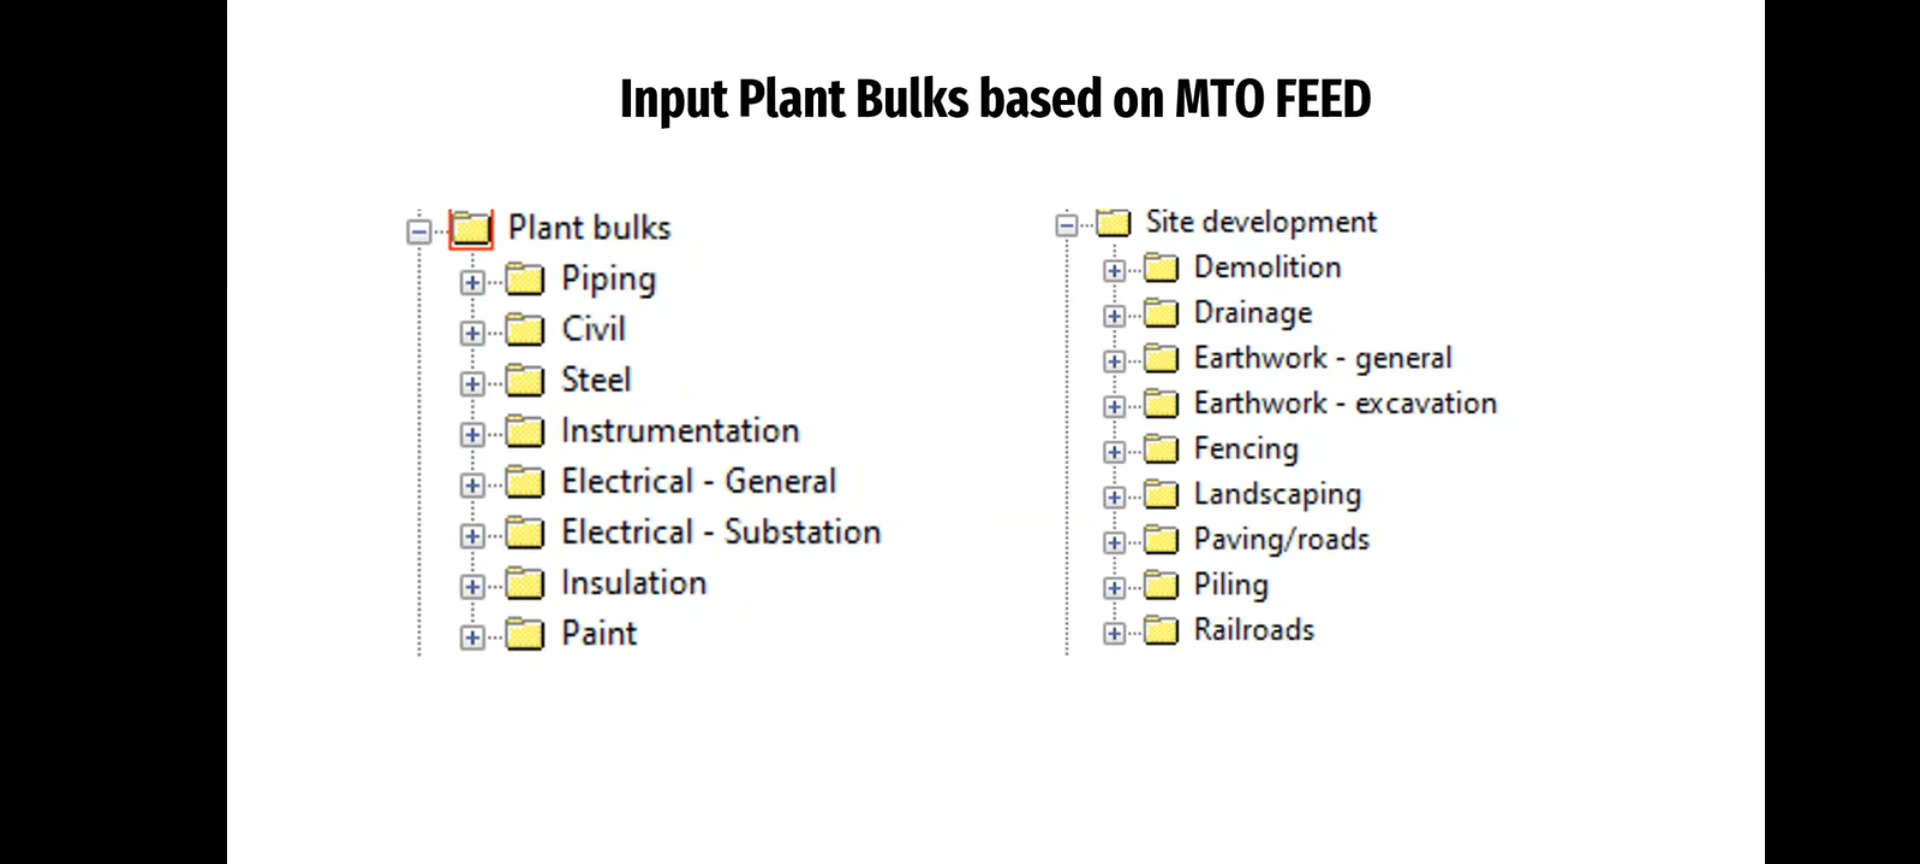 Input Plant Bulks based on MTO FEED
Plant bulks
Piping
Civil
Steel
Instrumentation
Electrical - General
Electrical - Substation
Insulation
Paint
Site development
Demolition
Drainage
Earthwork - general
Earthwork - excavation
Fencing
Landscaping
Paving/roads
Piling
Railroads